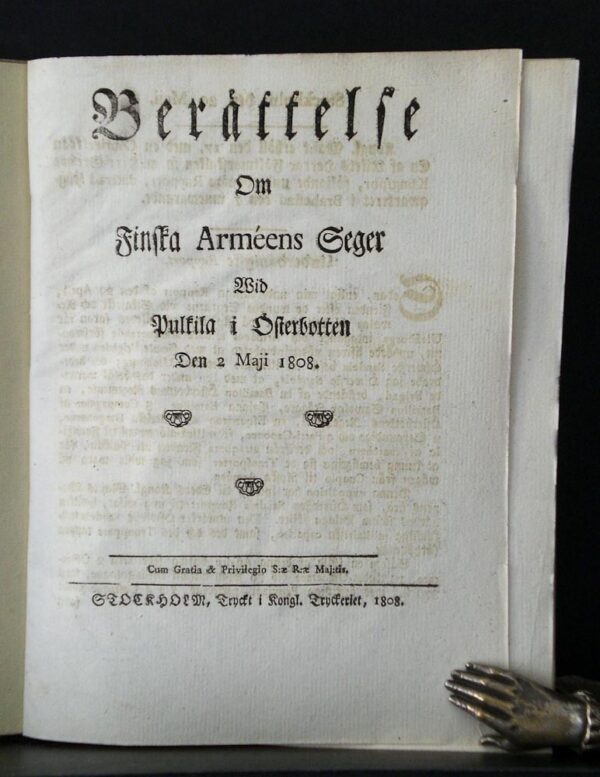 Berättelse
Om
Finska Arméens Seger
Wid
Pulkila i Österbotten
Den 2 Maji 1808.
Cum Gratia & Privilegio S:æ R:æ Maj:tis.
STOCKHOLM, Tryckt i Kongl. Tryckeriet, 1808.